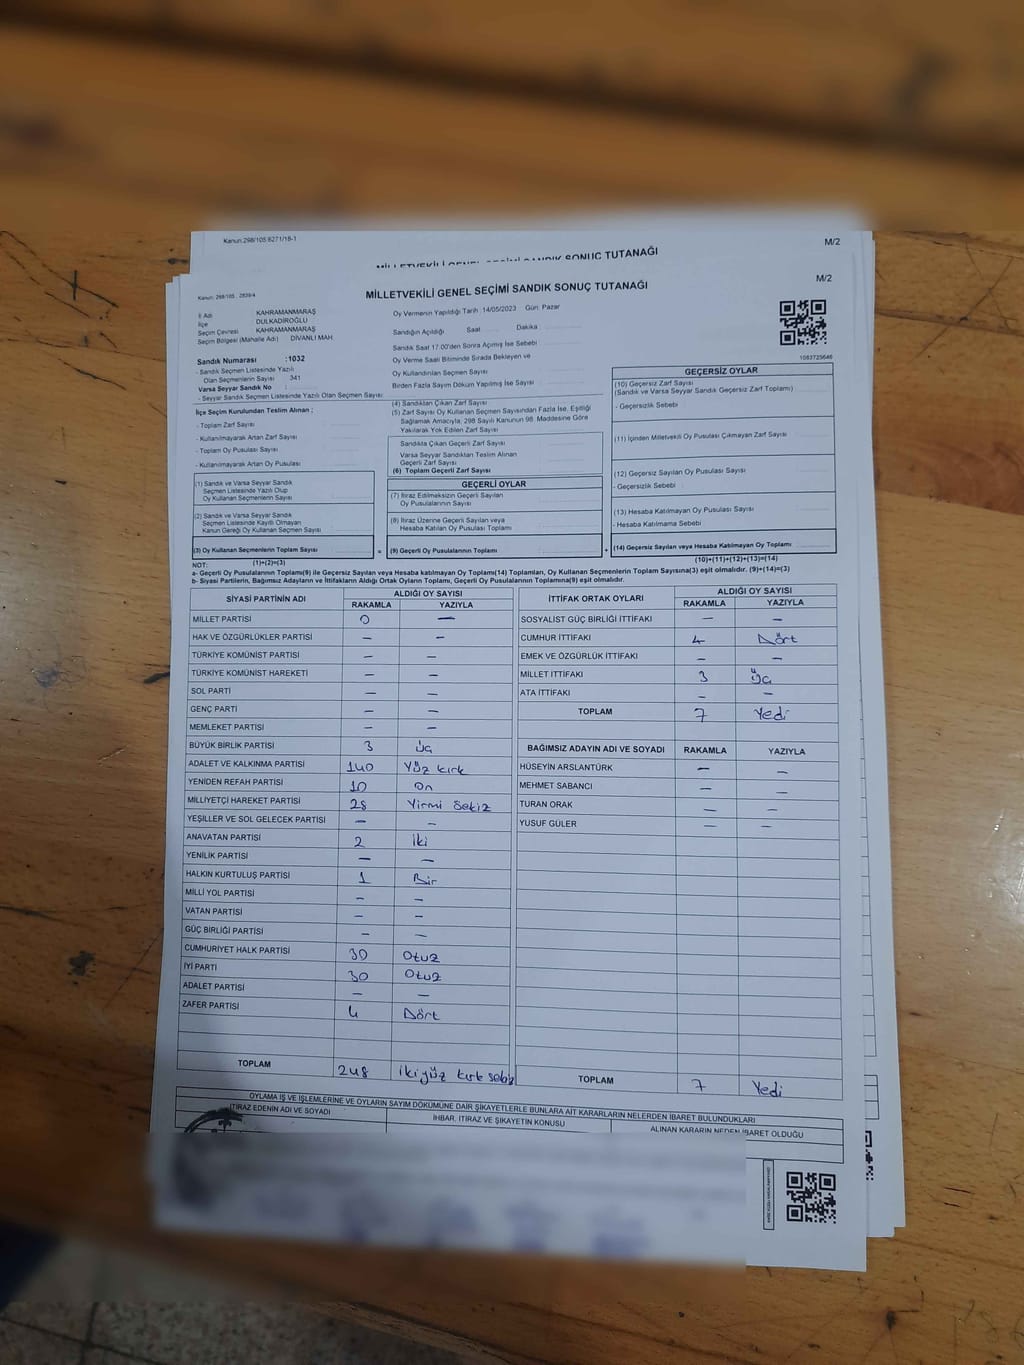 Kanun:298/105 6271/18-1
M/2
SONUÇ TUTANAĞI
M/2
Kanun: 298/105 , 2839/4
MİLLETVEKİLİ GENEL SEÇİMİ SANDIK SONUÇ TUTANAĞI
İl Adı KAHRAMANMARAŞ
İlçe DULKADİROĞLU
Seçim Çevresi KAHRAMANMARAŞ
Seçim Bölgesi (Mahalle Adı) DİVANLI MAH.
Sandık Numarası :1032
- Sandık Seçmen Listesinde Yazılı
Olan Seçmenlerin Sayısı 341
Varsa Seyyar Sandık No :
- Seyyar Sandık Seçmen Listesinde Yazılı Olan Seçmen Sayısı
Oy Vermenin Yapıldığı Tarih :14/05/2023 Gün: Pazar
Sandığın Açıldığı Saat Dakika
Sandık Saat 17.00'den Sonra Açılmış İse Sebebi
Oy Verme Saati Bitiminde Sırada Bekleyen ve
Oy Kullandırılan Seçmen Sayısı
Birden Fazla Sayım Döküm Yapılmış İse Sayısı
1083725646
İlçe Seçim Kurulundan Teslim Alınan :
- Toplam Zarf Sayısı
- Kullanılmayarak Artan Zarf Sayısı
- Toplam Oy Pusulası Sayısı
- Kullanılmayarak Artan Oy Pusulası
(1) Sandık ve Varsa Seyyar Sandık
Seçmen Listesinde Yazılı Olup
Oy Kullanan Seçmenlerin Sayısı
(2) Sandık ve Varsa Seyyar Sandık
Seçmen Listesinde Kayıtlı Olmayan
Kanun Gereği Oy Kullanan Seçmen Sayısı
(3) Oy Kullanan Seçmenlerin Toplam Sayısı
(1)+(2)=(3)
(4) Sandıktan Çıkan Zarf Sayısı
(5) Zarf Sayısı Oy Kullanan Seçmen Sayısından Fazla İse, Eşitliği
Sağlamak Amacıyla, 298 Sayılı Kanunun 98. Maddesine Göre
Yakılarak Yok Edilen Zarf Sayısı
Sandıkta Çıkan Geçerli Zarf Sayısı
Varsa Seyyar Sandıktan Teslim Alınan
Geçerli Zarf Sayısı
(6) Toplam Geçerli Zarf Sayısı
GEÇERLİ OYLAR
(7) İtiraz Edilmeksizin Geçerli Sayılan
Oy Pusulalarının Sayısı
(8) İtiraz Üzerine Geçerli Sayılan veya
Hesaba Katılan Oy Pusulası Toplamı
= (9) Geçerli Oy Pusulalarının Toplamı +
GEÇERSİZ OYLAR
(10) Geçersiz Zarf Sayısı
(Sandık ve Varsa Seyyar Sandık Geçersiz Zarf Toplamı)
- Geçersizlik Sebebi
(11) İçinden Milletvekili Oy Pusulası Çıkmayan Zarf Sayısı
(12) Geçersiz Sayılan Oy Pusulası Sayısı
- Geçersizlik Sebebi :
(13) Hesaba Katılmayan Oy Pusulası Sayısı
- Hesaba Katılmama Sebebi
(14) Geçersiz Sayılan veya Hesaba Katılmayan Oy Toplamı
(10)+(11)+(12)+(13)=(14)
NOT:
a- Geçerli Oy Pusulalarının Toplamı(9) ile Geçersiz Sayılan veya Hesaba katılmayan Oy Toplamı(14) Toplamları, Oy Kullanan Seçmenlerin Toplam Sayısına(3) eşit olmalıdır. (9)+(14)=(3)
b- Siyasi Partilerin, Bağımsız Adayların ve İttifakların Aldığı Ortak Oyların Toplamı, Geçerli Oy Pusulalarının Toplamına(9) eşit olmalıdır.
SİYASİ PARTİNİN ADI ALDIĞI OY SAYISI
RAKAMLA YAZIYLA
MİLLET PARTİSİ 0 —
HAK VE ÖZGÜRLÜKLER PARTİSİ — —
TÜRKİYE KOMÜNİST PARTİSİ — —
TÜRKİYE KOMÜNİST HAREKETİ — —
SOL PARTİ — —
GENÇ PARTİ — —
MEMLEKET PARTİSİ — —
BÜYÜK BİRLİK PARTİSİ 3 Üç
ADALET VE KALKINMA PARTİSİ 140 Yüz kırk
YENİDEN REFAH PARTİSİ 10 On
MİLLİYETÇİ HAREKET PARTİSİ 28 Yirmi Sekiz
YEŞİLLER VE SOL GELECEK PARTİSİ — —
ANAVATAN PARTİSİ 2 İki
YENİLİK PARTİSİ — —
HALKIN KURTULUŞ PARTİSİ 1 Bir
MİLLİ YOL PARTİSİ — —
VATAN PARTİSİ — —
GÜÇ BİRLİĞİ PARTİSİ — —
CUMHURİYET HALK PARTİSİ 30 Otuz
İYİ PARTİ 30 Otuz
ADALET PARTİSİ — —
ZAFER PARTİSİ 4 Dört
TOPLAM 248 İkiyüz kırk sekiz
İTTİFAK ORTAK OYLARI ALDIĞI OY SAYISI
RAKAMLA YAZIYLA
SOSYALİST GÜÇ BİRLİĞİ İTTİFAKI — —
CUMHUR İTTİFAKI 4 Dört
EMEK VE ÖZGÜRLÜK İTTİFAKI — —
MİLLET İTTİFAKI 3 Üç
ATA İTTİFAKI — —
TOPLAM 7 Yedi
BAĞIMSIZ ADAYIN ADI VE SOYADI RAKAMLA YAZIYLA
HÜSEYİN ARSLANTÜRK — —
MEHMET SABANCI — —
TURAN ORAK — —
YUSUF GÜLER — —
TOPLAM 7 Yedi
OYLAMA İŞ VE İŞLEMLERİNE VE OYLARIN SAYIM DÖKÜMÜNE DAİR ŞİKAYETLERLE BUNLARA AİT KARARLARIN NELERDEN İBARET BULUNDUKLARI
İTİRAZ EDENİN ADI VE SOYADI İHBAR, İTİRAZ VE ŞİKAYETİN KONUSU ALINAN KARARIN NEDEN İBARET OLDUĞU